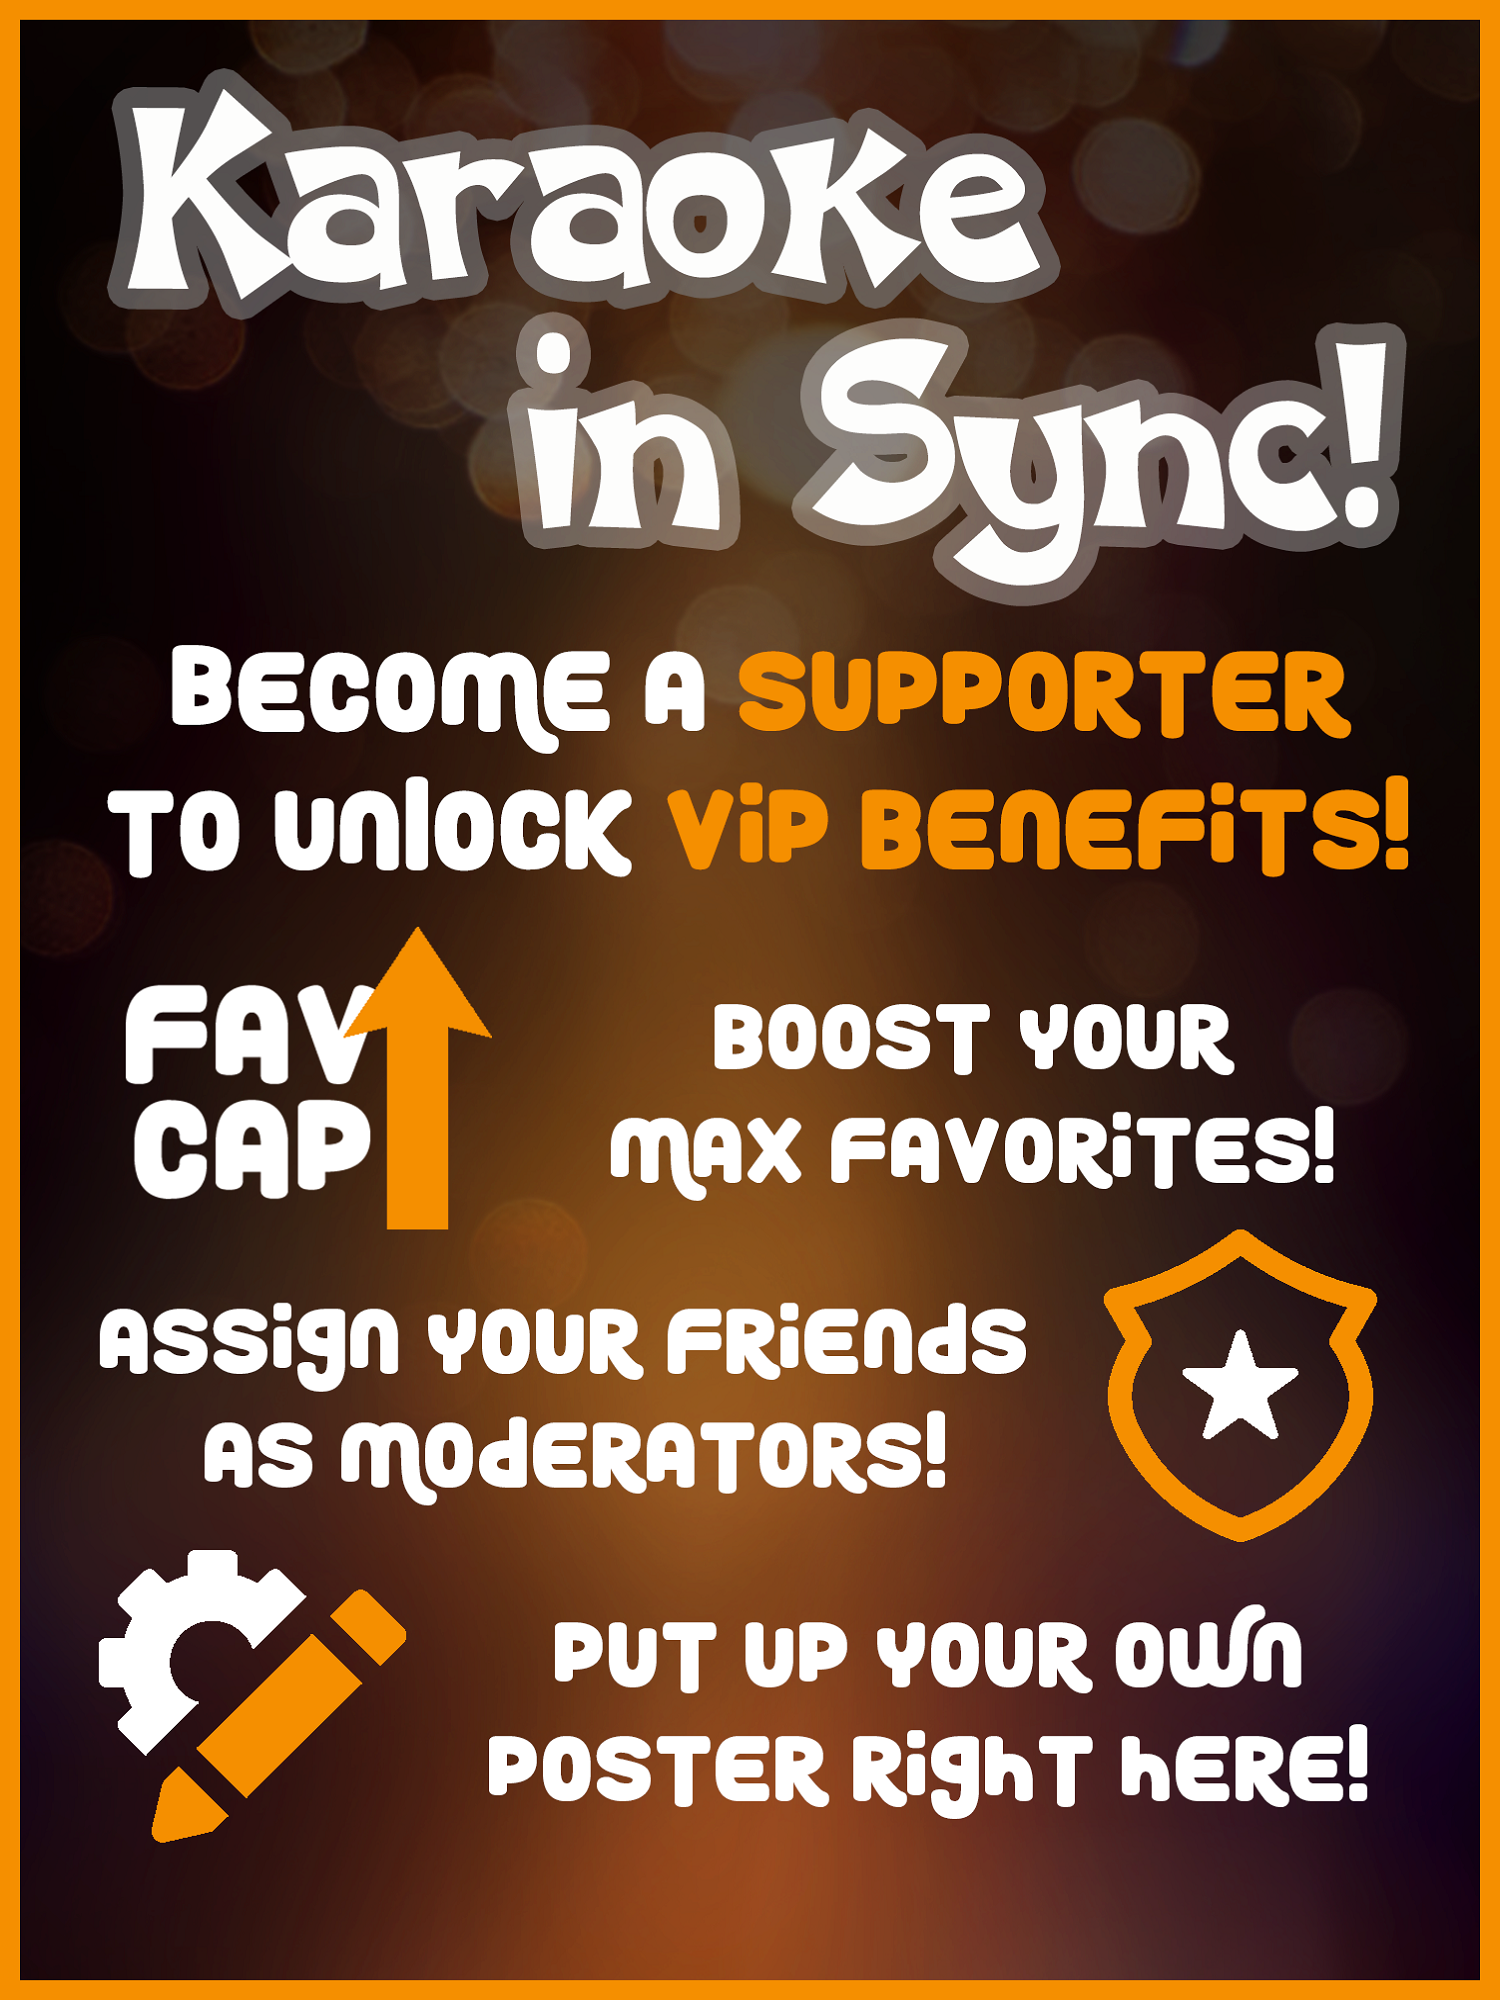 Karaoke
in Sync!
BECOME A SUPPORTER
TO UNLOCK VIP BENEFITS!
FAV
CAP
BOOST YOUR
MAX FAVORITES!
ASSIGN YOUR FRIENDS
AS MODERATORS!
PUT UP YOUR OWN
POSTER RIGHT HERE!